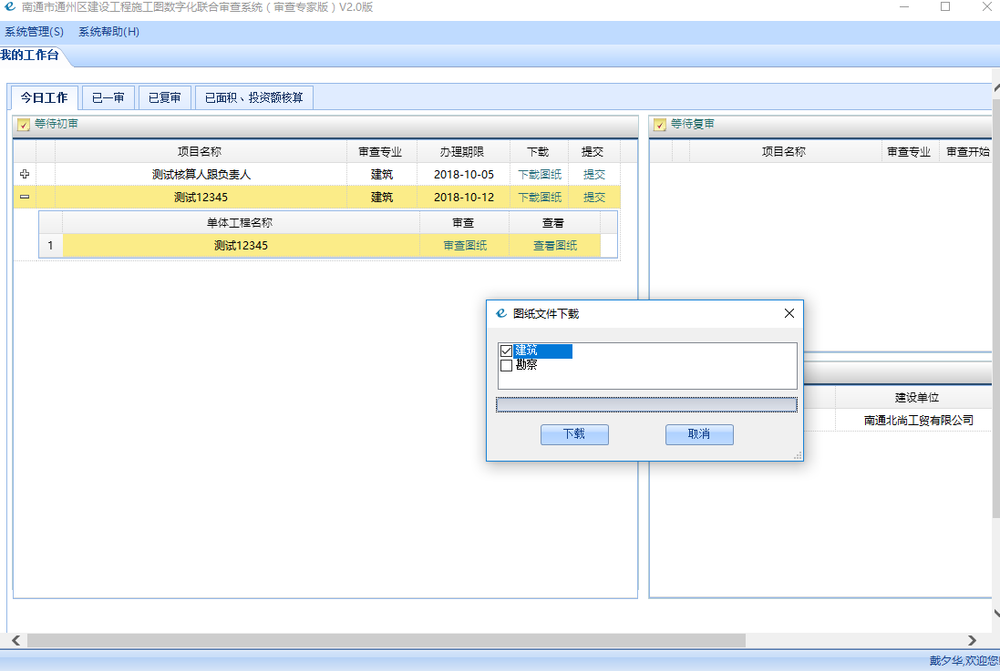 南通市通州区建设工程施工图数字化联合审查系统（审查专家版）V2.0版
系统管理(S) 系统帮助(H)
我的工作台
今日工作 已一审 已复审 已面积、投资额核算
等待初审
项目名称 审查专业 办理期限 下载 提交
测试核算人跟负责人 建筑 2018-10-05 下载图纸 提交
测试12345 建筑 2018-10-12 下载图纸 提交
单体工程名称 审查 查看
1 测试12345 审查图纸 查看图纸
等待复审
项目名称 审查专业 审查开始
图纸文件下载
建筑
勘察
下载 取消
建设单位
南通北尚工贸有限公司
戴夕华,欢迎您!